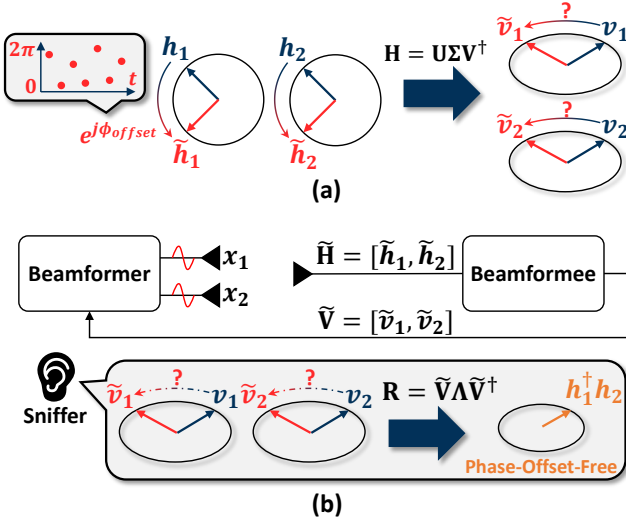 2π
0
t
e^{jϕ_{offset}}
h₁
h̃₁
h₂
h̃₂
H = UΣV†
ṽ₁ ? v₁
ṽ₂ ? v₂
(a)
Beamformer
x₁
x₂
H̃ = [h̃₁, h̃₂]
Beamformee
Ṽ = [ṽ₁, ṽ₂]
Sniffer
ṽ₁ ? v₁
ṽ₂ ? v₂
R = ṼΛṼ†
h₁†h₂
Phase-Offset-Free
(b)